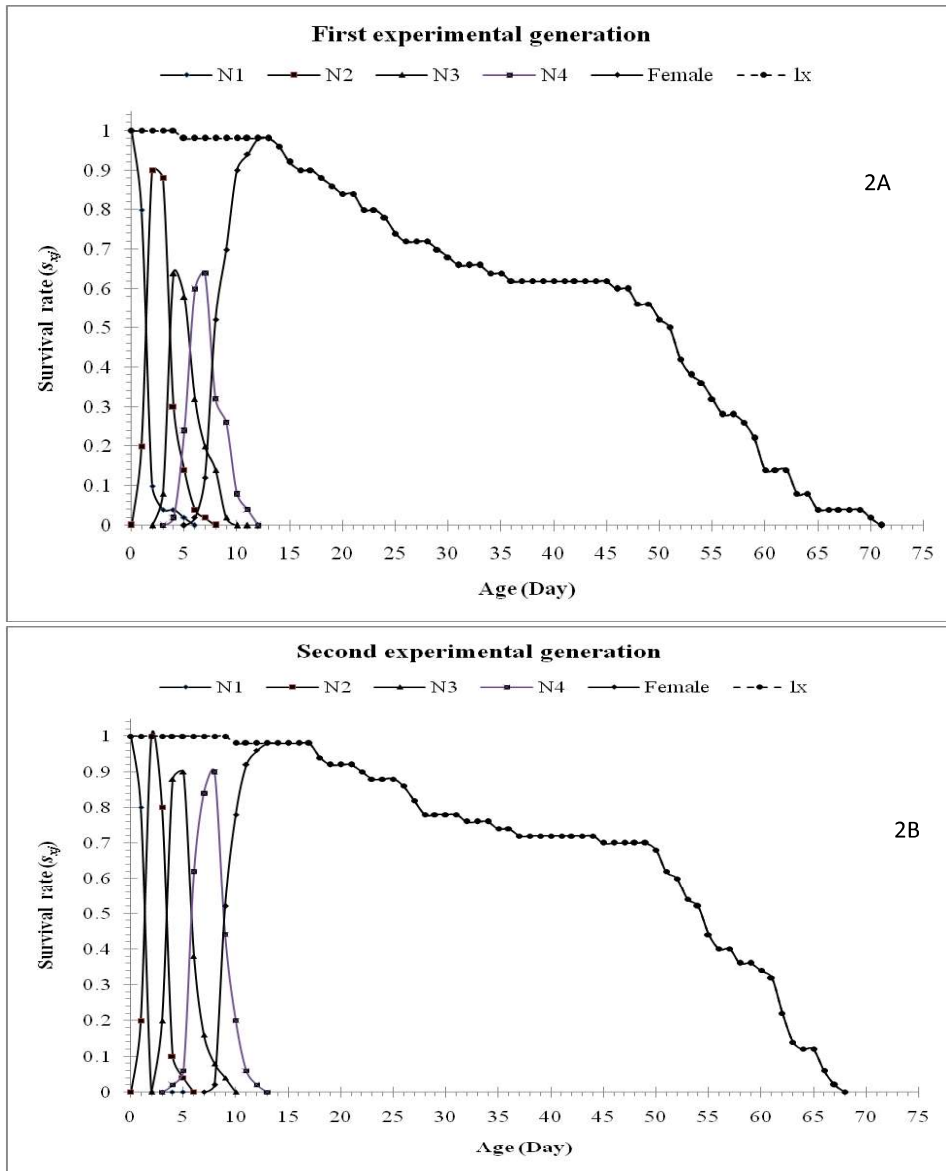 First experimental generation
N1 N2 N3 N4 Female lx
1
0.9
0.8
0.7
0.6
0.5
0.4
0.3
0.2
0.1
0
Survival rate (sxj)
2A
0 5 10 15 20 25 30 35 40 45 50 55 60 65 70 75
Age (Day)
Second experimental generation
N1 N2 N3 N4 Female lx
1
0.9
0.8
0.7
0.6
0.5
0.4
0.3
0.2
0.1
0
Survival rate (sxj)
2B
0 5 10 15 20 25 30 35 40 45 50 55 60 65 70 75
Age (Day)